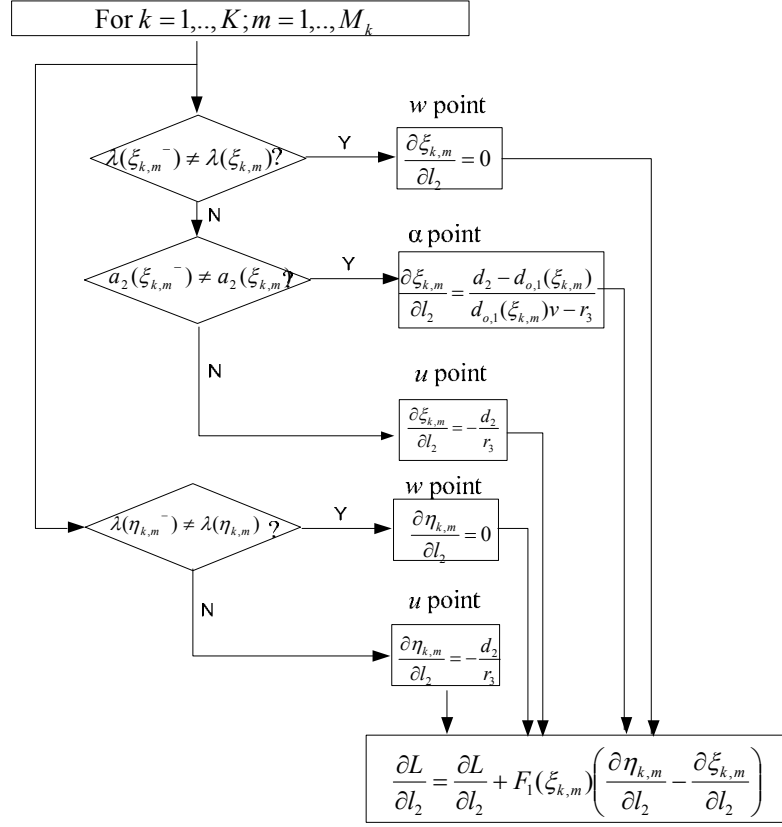 For k = 1,.., K; m = 1,.., M_k
w point
λ(ξ_{k,m}⁻) ≠ λ(ξ_{k,m})?
Y
∂ξ_{k,m}/∂l_2 = 0
N
α point
a_2(ξ_{k,m}⁻) ≠ a_2(ξ_{k,m})?
Y
∂ξ_{k,m}/∂l_2 = (d_2 − d_{o,1}(ξ_{k,m}))/(d_{o,1}(ξ_{k,m})v − r_3)
N
u point
∂ξ_{k,m}/∂l_2 = −d_2/r_3
w point
λ(η_{k,m}⁻) ≠ λ(η_{k,m}) ?
Y
∂η_{k,m}/∂l_2 = 0
N
u point
∂η_{k,m}/∂l_2 = −d_2/r_3
∂L/∂l_2 = ∂L/∂l_2 + F_1(ξ_{k,m})(∂η_{k,m}/∂l_2 − ∂ξ_{k,m}/∂l_2)